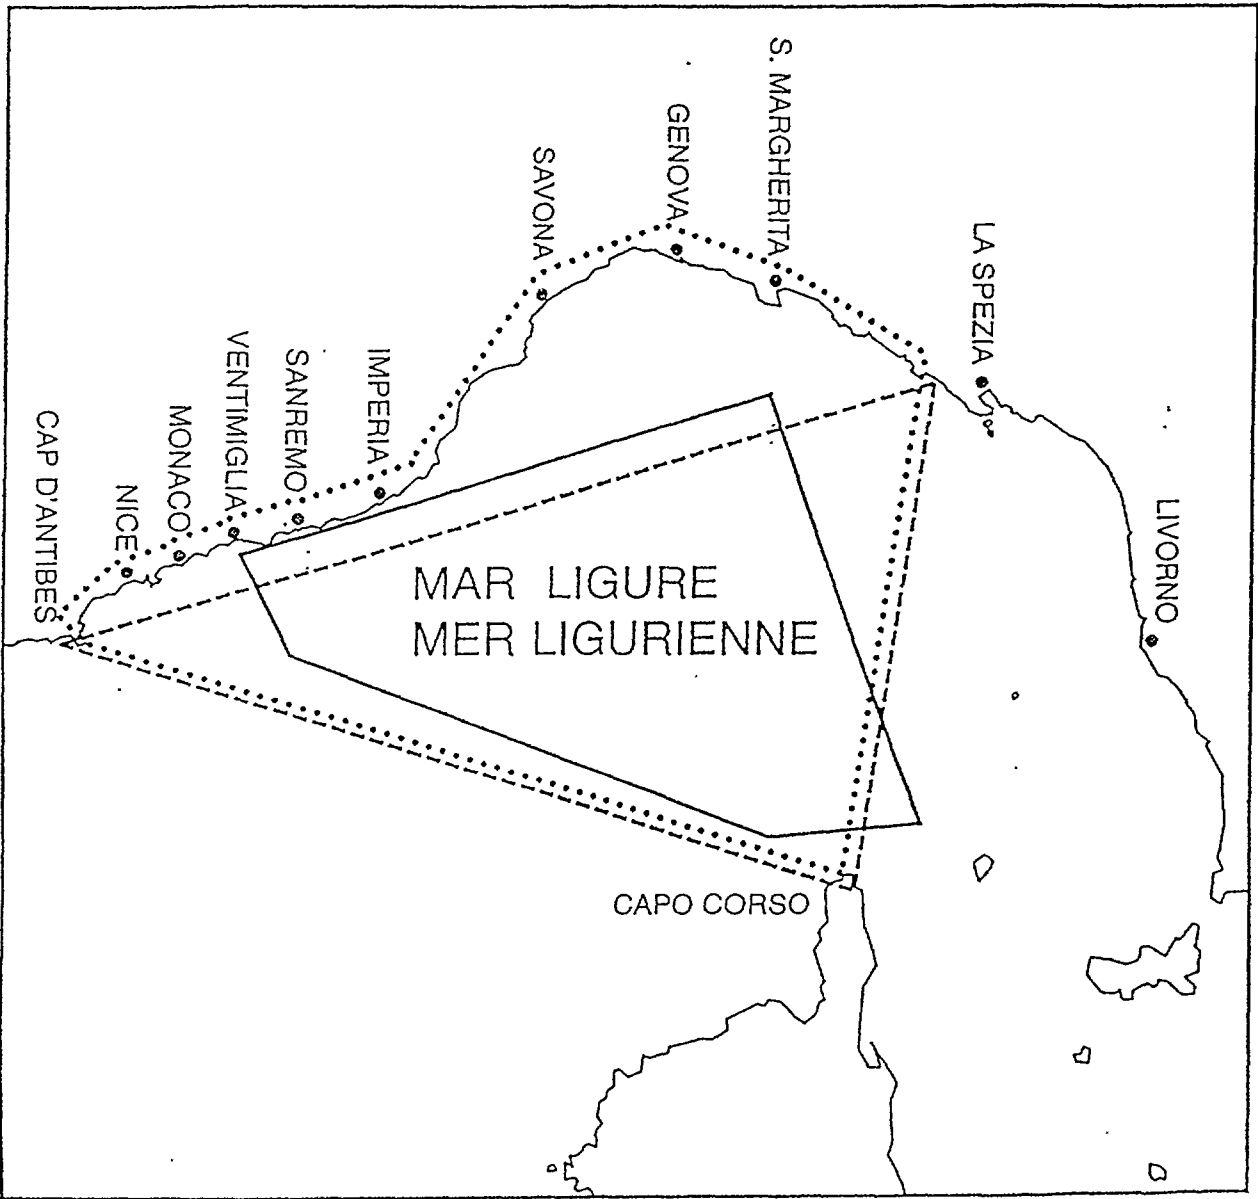 S. MARGHERITA
GENOVA
SAVONA
LA SPEZIA
VENTIMIGLIA
SANREMO
IMPERIA
MONACO
CAP D'ANTIBES
NICE
LIVORNO
MAR LIGURE
MER LIGURIENNE
CAPO CORSO